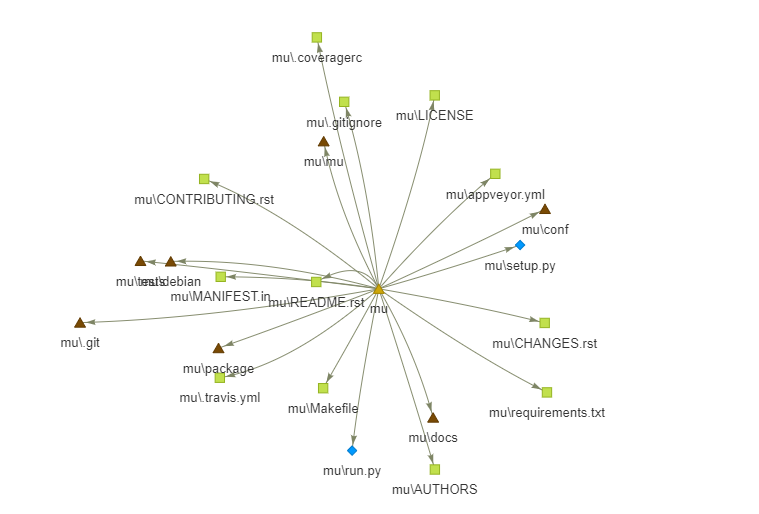 mu\.coveragerc
mu\.gitignore
mu\LICENSE
mu\mu
mu\CONTRIBUTING.rst
mu\appveyor.yml
mu\conf
mu\setup.py
mu\tests
mu\debian
mu\MANIFEST.in
mu\README.rst
mu
mu\.git
mu\CHANGES.rst
mu\package
mu\.travis.yml
mu\Makefile
mu\requirements.txt
mu\docs
mu\run.py
mu\AUTHORS